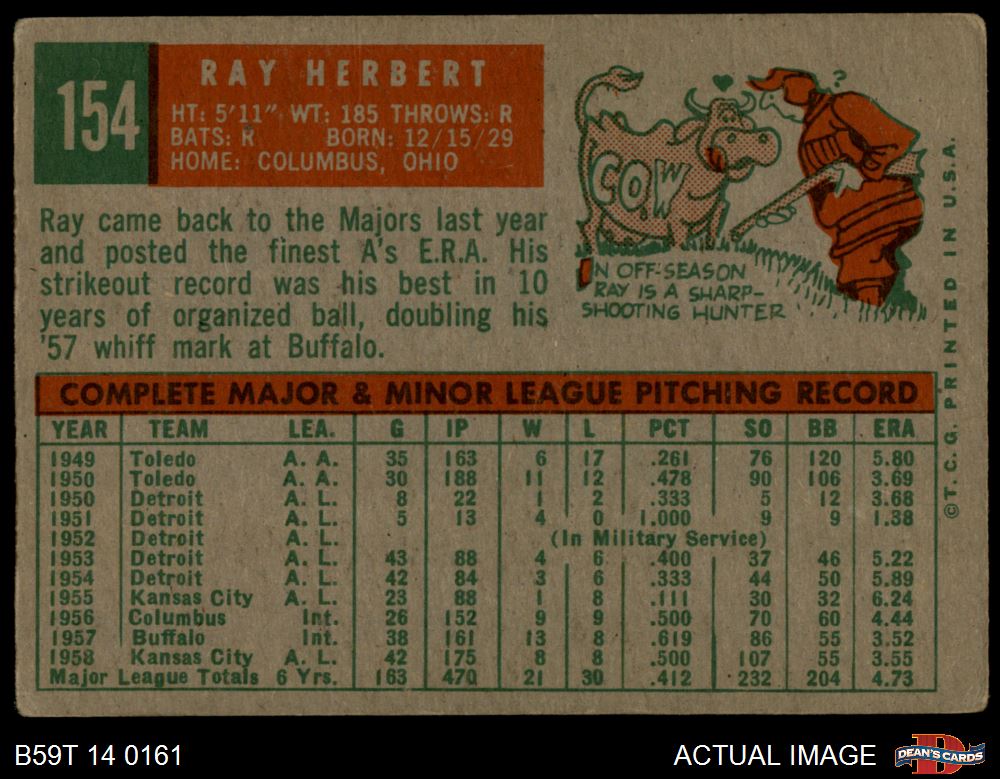 154
RAY HERBERT
HT: 5'11" WT: 185 THROWS: R
BATS: R BORN: 12/15/29
HOME: COLUMBUS, OHIO
Ray came back to the Majors last year
and posted the finest A's E.R.A. His
strikeout record was his best in 10
years of organized ball, doubling his
'57 whiff mark at Buffalo.
?
COW
IN OFF-SEASON
RAY IS A SHARP-
SHOOTING HUNTER
©T. C. G. PRINTED IN U.S.A.
COMPLETE MAJOR & MINOR LEAGUE PITCHING RECORD
YEAR TEAM LEA. G IP W L PCT SO BB ERA
1949 Toledo A. A. 35 163 6 17 .261 76 120 5.80
1950 Toledo A. A. 30 188 11 12 .478 90 106 3.69
1950 Detroit A. L. 8 22 1 2 .333 5 12 3.68
1951 Detroit A. L. 5 13 4 0 1.000 9 9 1.38
1952 Detroit A. L. (In Military Service)
1953 Detroit A. L. 43 88 4 6 .400 37 46 5.22
1954 Detroit A. L. 42 84 3 6 .333 44 50 5.89
1955 Kansas City A. L. 23 88 1 8 .111 30 32 6.24
1956 Columbus Int. 26 152 9 9 .500 70 60 4.44
1957 Buffalo Int. 38 161 13 8 .619 86 55 3.52
1958 Kansas City A. L. 42 175 8 8 .500 107 55 3.55
Major League Totals 6 Yrs. 163 470 21 30 .412 232 204 4.73
B59T 14 0161
ACTUAL IMAGE
DEAN'S CARDS